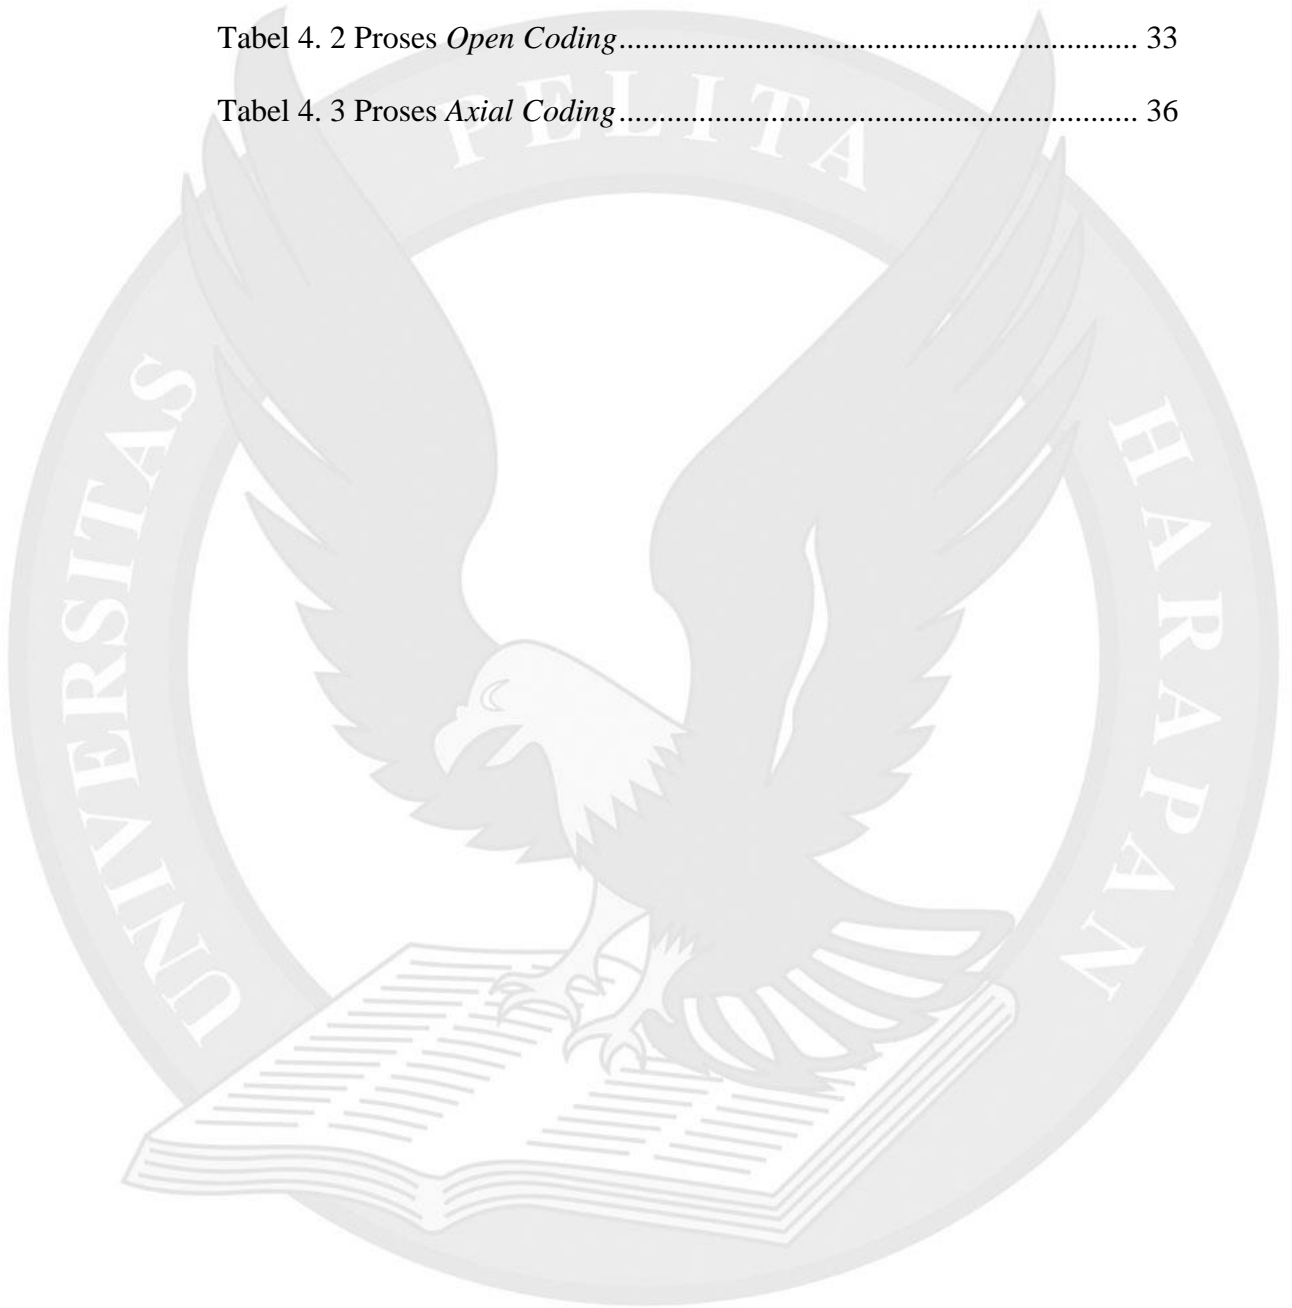 Tabel 4. 2 Proses Open Coding................................................................ 33
Tabel 4. 3 Proses Axial Coding................................................................ 36
UNIVERSITAS PELITA HARAPAN